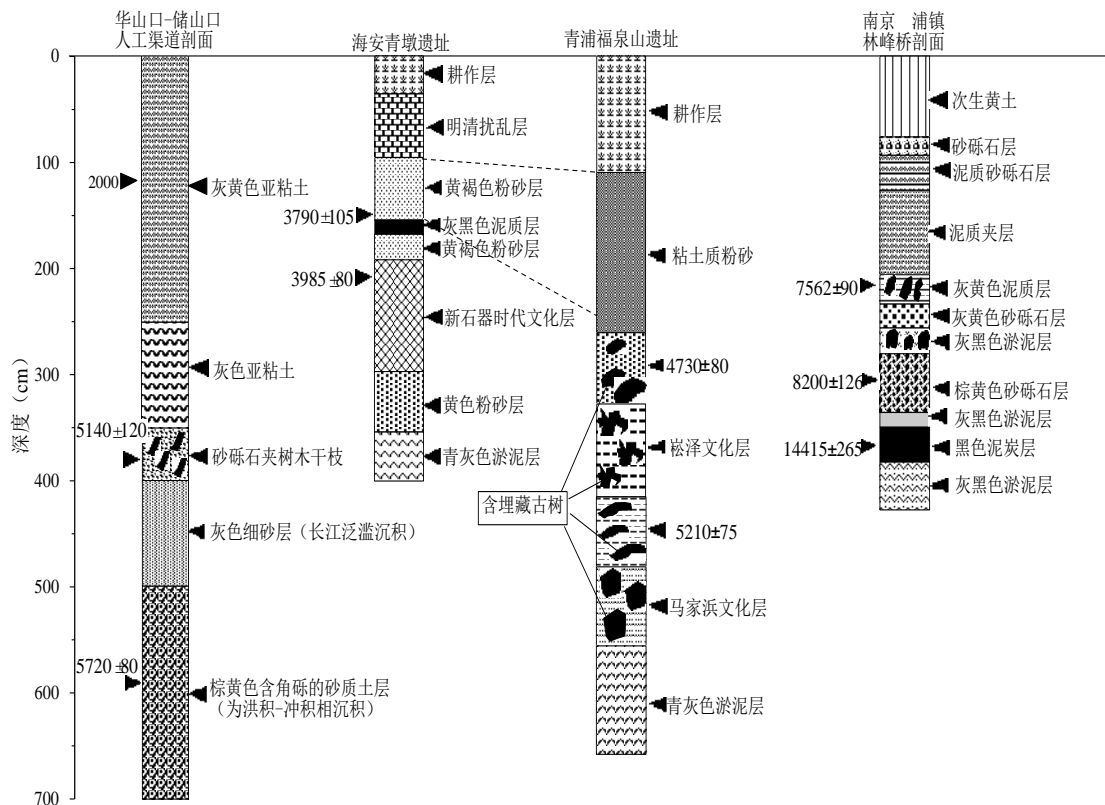 华山口-储山口
人工渠道剖面
海安青墩遗址
青浦福泉山遗址
南京 浦镇
林峰桥剖面
深度(cm)
0
100
200
300
400
500
600
700
2000
5140±120
5720±80
灰黄色亚粘土
灰色亚粘土
砂砾石夹树木干枝
灰色细砂层(长江泛滥沉积)
棕黄色含角砾的砂质土层
(为洪积-冲积相沉积)
3790±105
3985±80
耕作层
明清扰乱层
黄褐色粉砂层
灰黑色泥质层
黄褐色粉砂层
新石器时代文化层
黄色粉砂层
青灰色淤泥层
含埋藏古树
耕作层
粘土质粉砂
4730±80
崧泽文化层
5210±75
马家浜文化层
青灰色淤泥层
7562±90
8200±126
14415±265
次生黄土
砂砾石层
泥质砂砾石层
泥质夹层
灰黄色泥质层
灰黄色砂砾石层
灰黑色淤泥层
棕黄色砂砾石层
灰黑色淤泥层
黑色泥炭层
灰黑色淤泥层